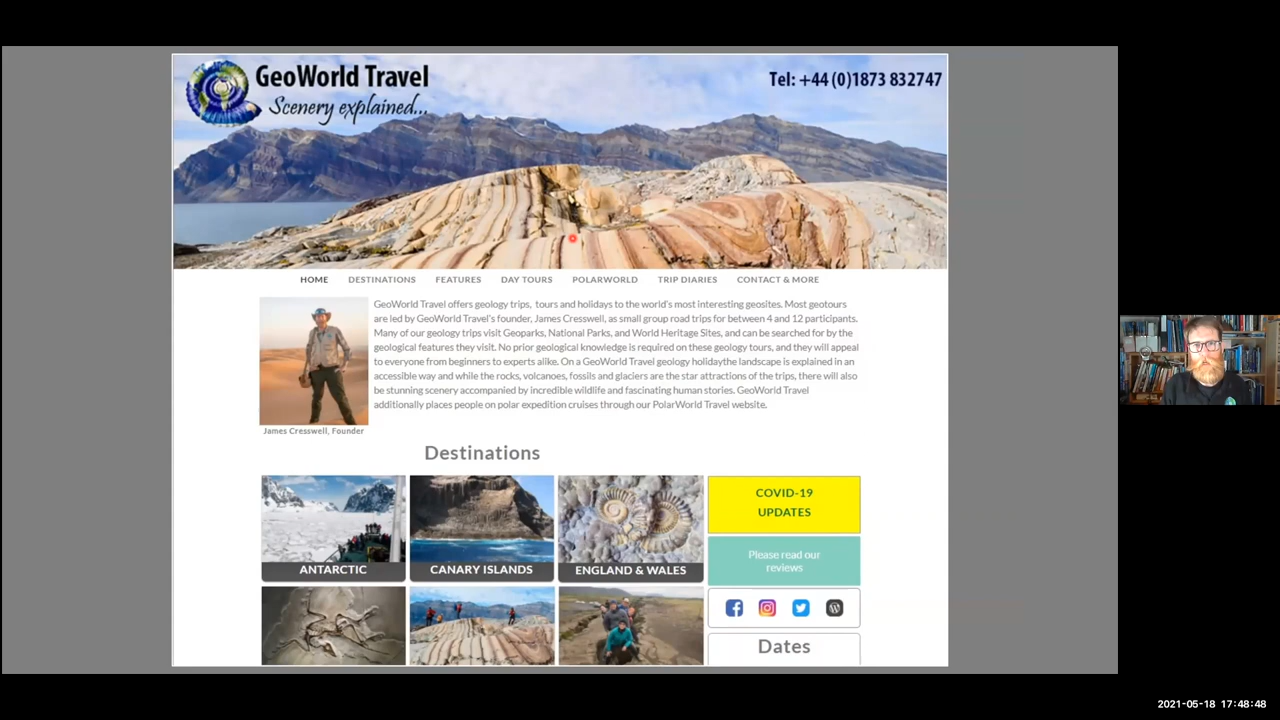 GeoWorld Travel
Scenery explained...
Tel: +44 (0)1873 832747
HOME DESTINATIONS FEATURES DAY TOURS POLARWORLD TRIP DIARIES CONTACT & MORE
GeoWorld Travel offers geology trips, tours and holidays to the world's most interesting geosites. Most geotours
are led by GeoWorld Travel's founder, James Cresswell, as small group road trips for between 4 and 12 participants.
Many of our geology trips visit Geoparks, National Parks, and World Heritage Sites, and can be searched for by the
geological features they visit. No prior geological knowledge is required on these geology tours, and they will appeal
to everyone from beginners to experts alike. On a GeoWorld Travel geology holidaythe landscape is explained in an
accessible way and while the rocks, volcanoes, fossils and glaciers are the star attractions of the trips, there will also
be stunning scenery accompanied by incredible wildlife and fascinating human stories. GeoWorld Travel
additionally places people on polar expedition cruises through our PolarWorld Travel website.
James Cresswell, Founder
Destinations
ANTARCTIC
CANARY ISLANDS
ENGLAND & WALES
COVID-19
UPDATES
Please read our
reviews
Dates
2021-05-18 17:48:48